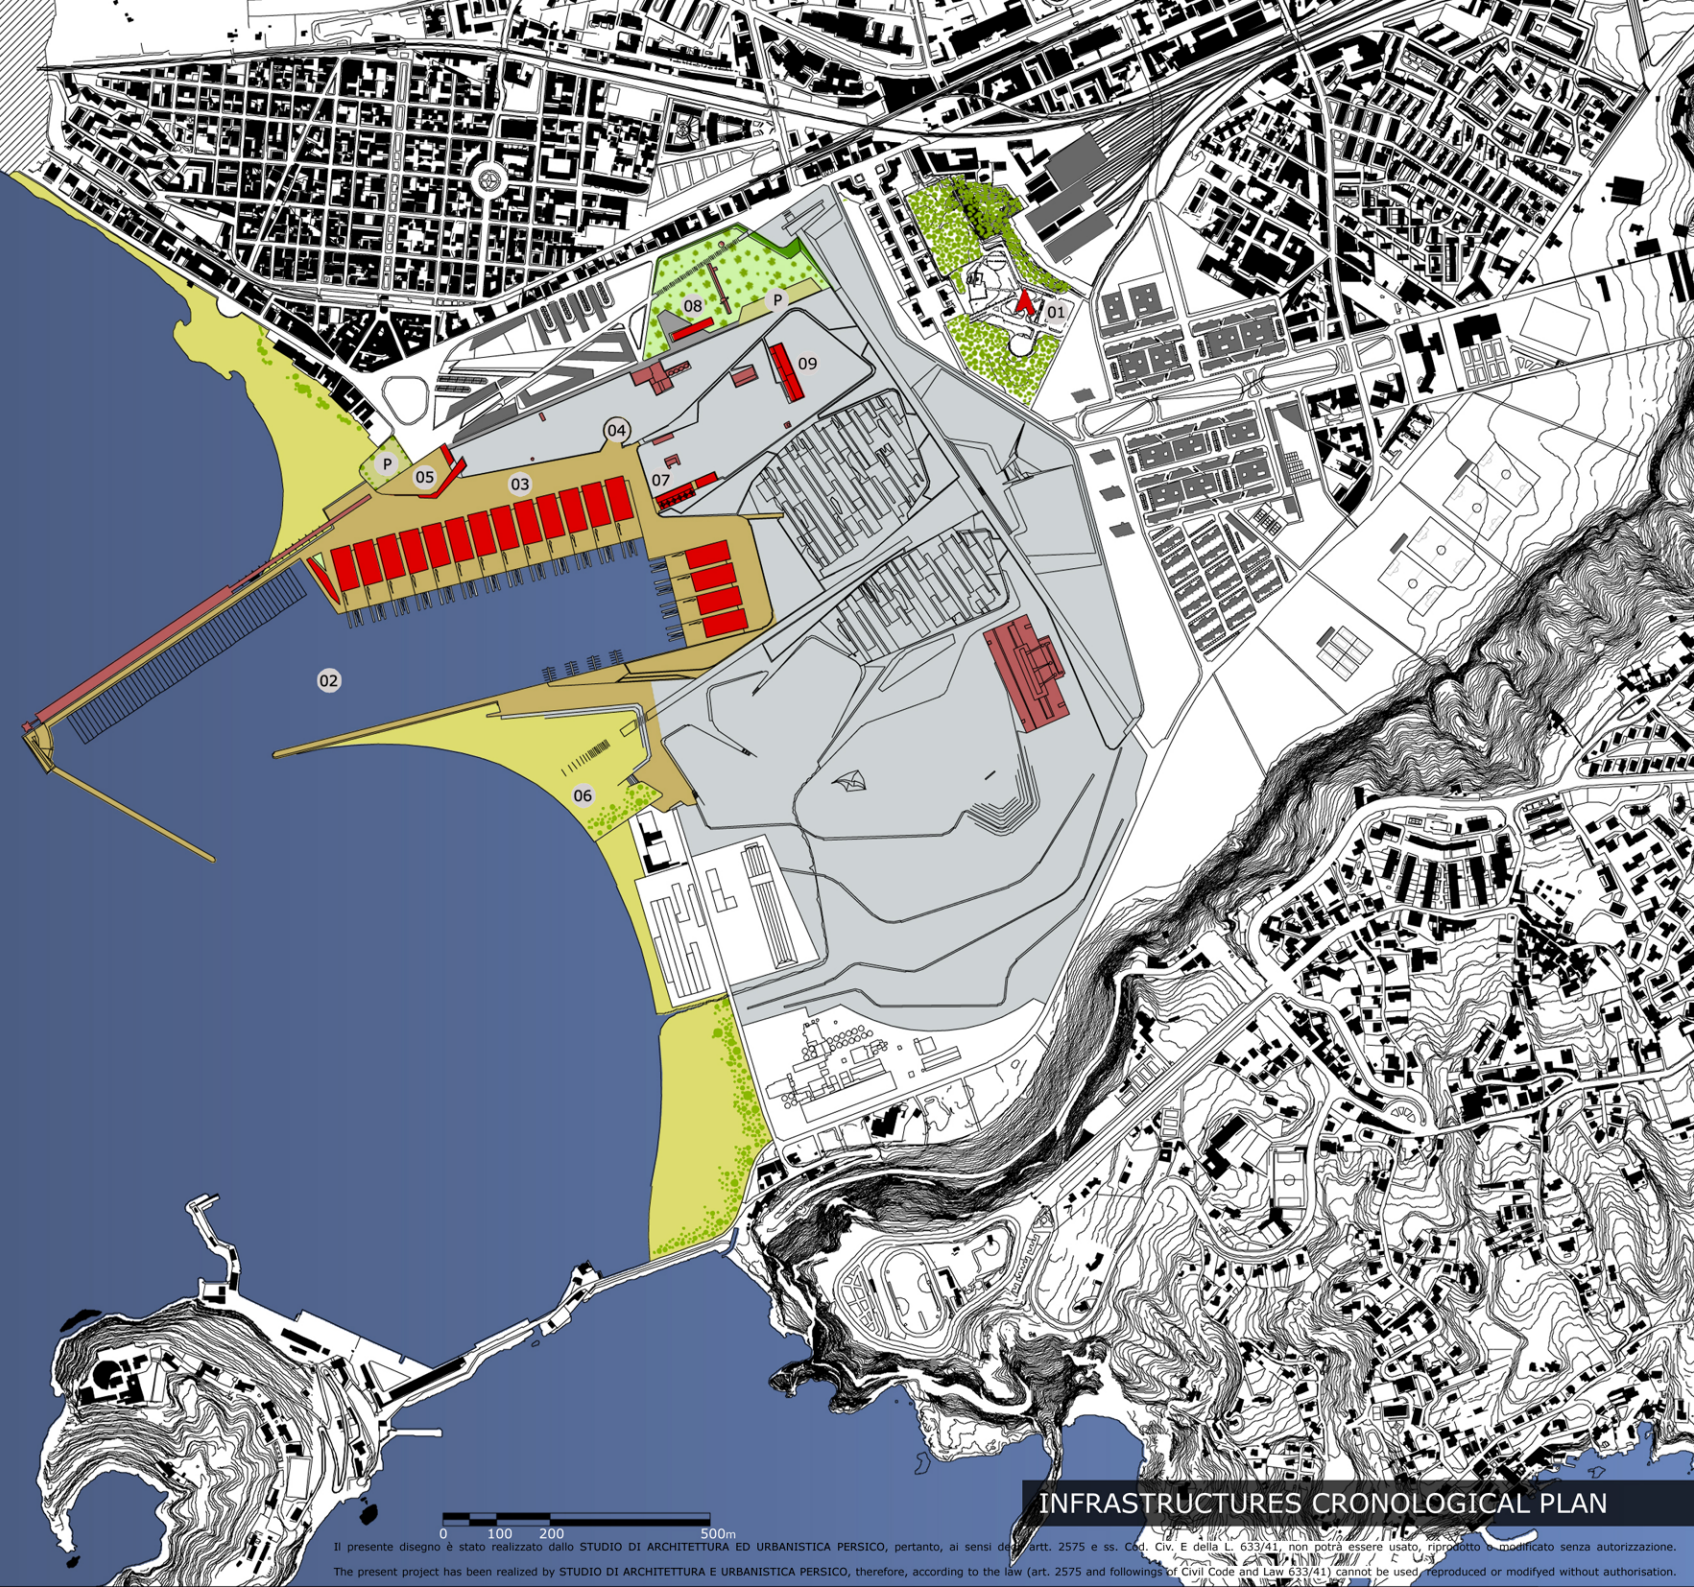 08
P
01
09
04
P
05
03
07
02
06
INFRASTRUCTURES CRONOLOGICAL PLAN
0 100 200 500m
Il presente disegno è stato realizzato dallo STUDIO DI ARCHITETTURA ED URBANISTICA PERSICO, pertanto, ai sensi degli artt. 2575 e ss. Cod. Civ. E della L. 633/41, non potrà essere usato, riprodotto o modificato senza autorizzazione.
The present project has been realized by STUDIO DI ARCHITETTURA E URBANISTICA PERSICO, therefore, according to the law (art. 2575 and followings of Civil Code and Law 633/41) cannot be used, reproduced or modifyed without authorisation.